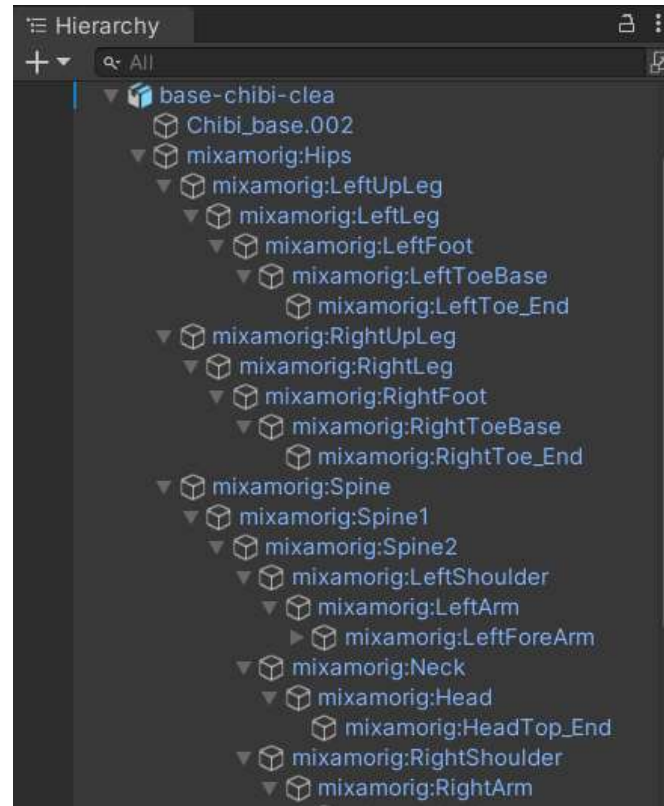 Hierarchy
All
base-chibi-clea
Chibi_base.002
mixamorig:Hips
mixamorig:LeftUpLeg
mixamorig:LeftLeg
mixamorig:LeftFoot
mixamorig:LeftToeBase
mixamorig:LeftToe_End
mixamorig:RightUpLeg
mixamorig:RightLeg
mixamorig:RightFoot
mixamorig:RightToeBase
mixamorig:RightToe_End
mixamorig:Spine
mixamorig:Spine1
mixamorig:Spine2
mixamorig:LeftShoulder
mixamorig:LeftArm
mixamorig:LeftForeArm
mixamorig:Neck
mixamorig:Head
mixamorig:HeadTop_End
mixamorig:RightShoulder
mixamorig:RightArm